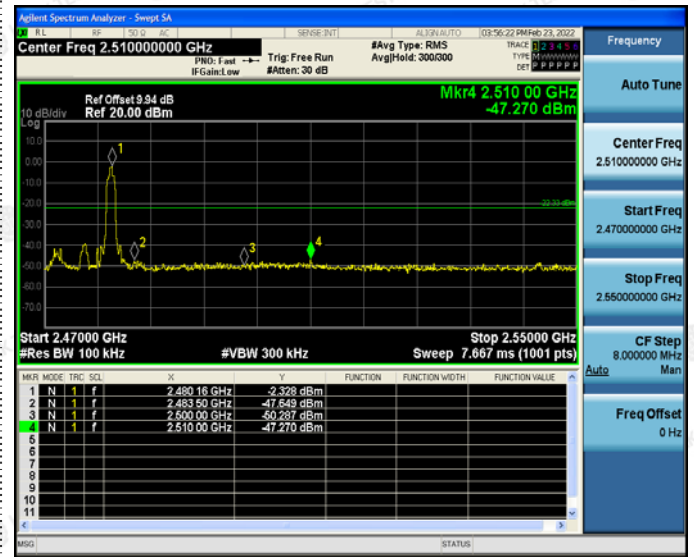 Agilent Spectrum Analyzer - Swept SA
RL RF 50 Ω AC SENSE:INT ALIGNAUTO 03:56:22 PM Feb 23, 2022
Center Freq 2.510000000 GHz
PNO: Fast
IFGain:Low
Trig: Free Run
#Atten: 30 dB
#Avg Type: RMS
Avg|Hold: 300/300
TRACE 1 2 3 4 5 6
TYPE M
DET P P P P P P
Ref Offset 9.94 dB
10 dB/div Ref 20.00 dBm
Log
Mkr4 2.510 00 GHz
-47.270 dBm
10.0
0.00
-10.0
-20.0
-30.0
-40.0
-50.0
-60.0
-70.0
1
2
3
4
-22.33 dBm
Start 2.47000 GHz Stop 2.55000 GHz
#Res BW 100 kHz #VBW 300 kHz Sweep 7.667 ms (1001 pts)
MKR MODE TRC SCL X Y FUNCTION FUNCTION WIDTH FUNCTION VALUE
1 N 1 f 2.480 16 GHz -2.328 dBm
2 N 1 f 2.483 50 GHz -47.649 dBm
3 N 1 f 2.500 00 GHz -50.287 dBm
4 N 1 f 2.510 00 GHz -47.270 dBm
5
6
7
8
9
10
11
MSG STATUS
Frequency
Auto Tune
Center Freq
2.510000000 GHz
Start Freq
2.470000000 GHz
Stop Freq
2.550000000 GHz
CF Step
8.000000 MHz
Auto Man
Freq Offset
0 Hz